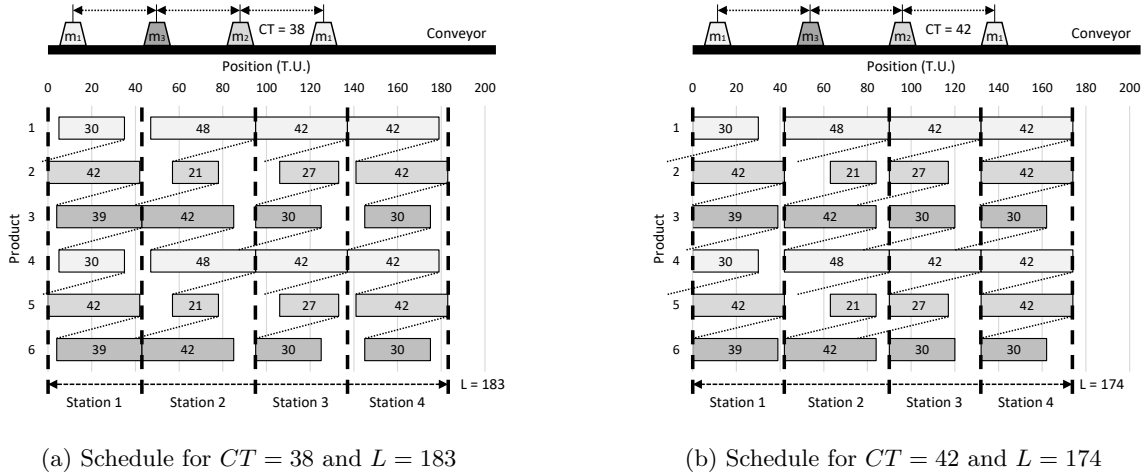 m1 m3 m2 CT = 38 m1 Conveyor
Position (T.U.)
0 20 40 60 80 100 120 140 160 180 200
Product
1 30 48 42 42
2 42 21 27 42
3 39 42 30 30
4 30 48 42 42
5 42 21 27 42
6 39 42 30 30
L = 183
Station 1 Station 2 Station 3 Station 4
(a) Schedule for CT = 38 and L = 183
m1 m3 m2 CT = 42 m1 Conveyor
Position (T.U.)
0 20 40 60 80 100 120 140 160 180 200
Product
1 30 48 42 42
2 42 21 27 42
3 39 42 30 30
4 30 48 42 42
5 42 21 27 42
6 39 42 30 30
L = 174
Station 1 Station 2 Station 3 Station 4
(b) Schedule for CT = 42 and L = 174